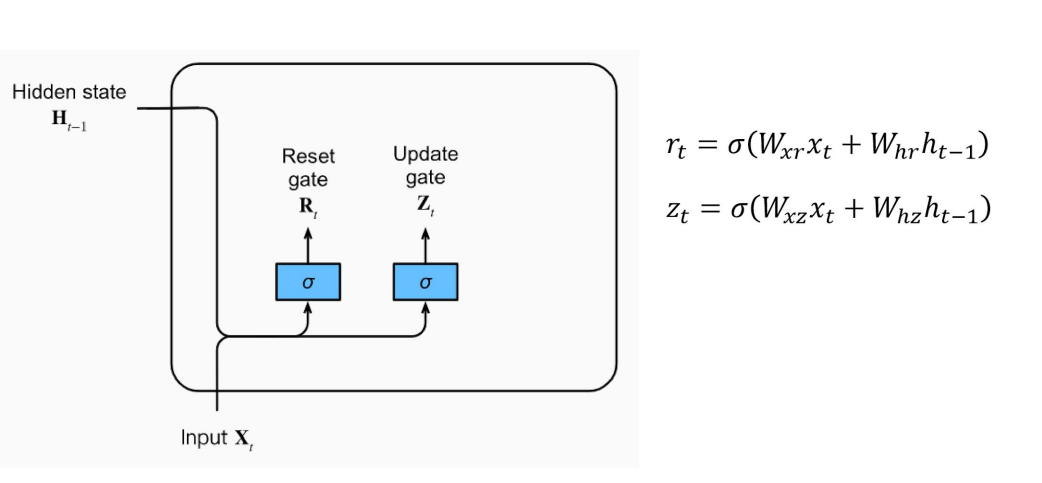 Hidden state
H_{t−1}
Reset
gate
R_t
Update
gate
Z_t
σ
σ
Input X_t
r_t = σ(W_{xr}x_t + W_{hr}h_{t−1})
z_t = σ(W_{xz}x_t + W_{hz}h_{t−1})